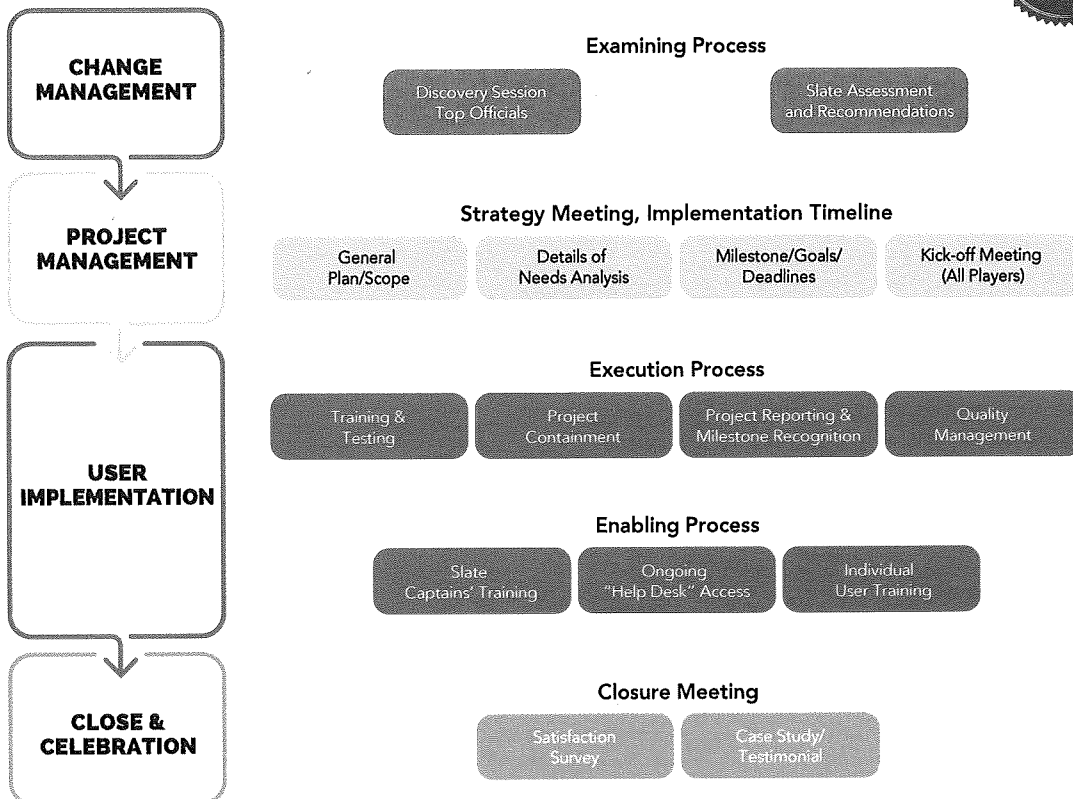 CHANGE
MANAGEMENT
Examining Process
Discovery Session
Top Officials
Slate Assessment
and Recommendations
PROJECT
MANAGEMENT
Strategy Meeting, Implementation Timeline
General
Plan/Scope
Details of
Needs Analysis
Milestone/Goals/
Deadlines
Kick-off Meeting
(All Players)
USER
IMPLEMENTATION
Execution Process
Training &
Testing
Project
Containment
Project Reporting &
Milestone Recognition
Quality
Management
Enabling Process
Slate
Captains' Training
Ongoing
"Help Desk" Access
Individual
User Training
CLOSE &
CELEBRATION
Closure Meeting
Satisfaction
Survey
Case Study/
Testimonial